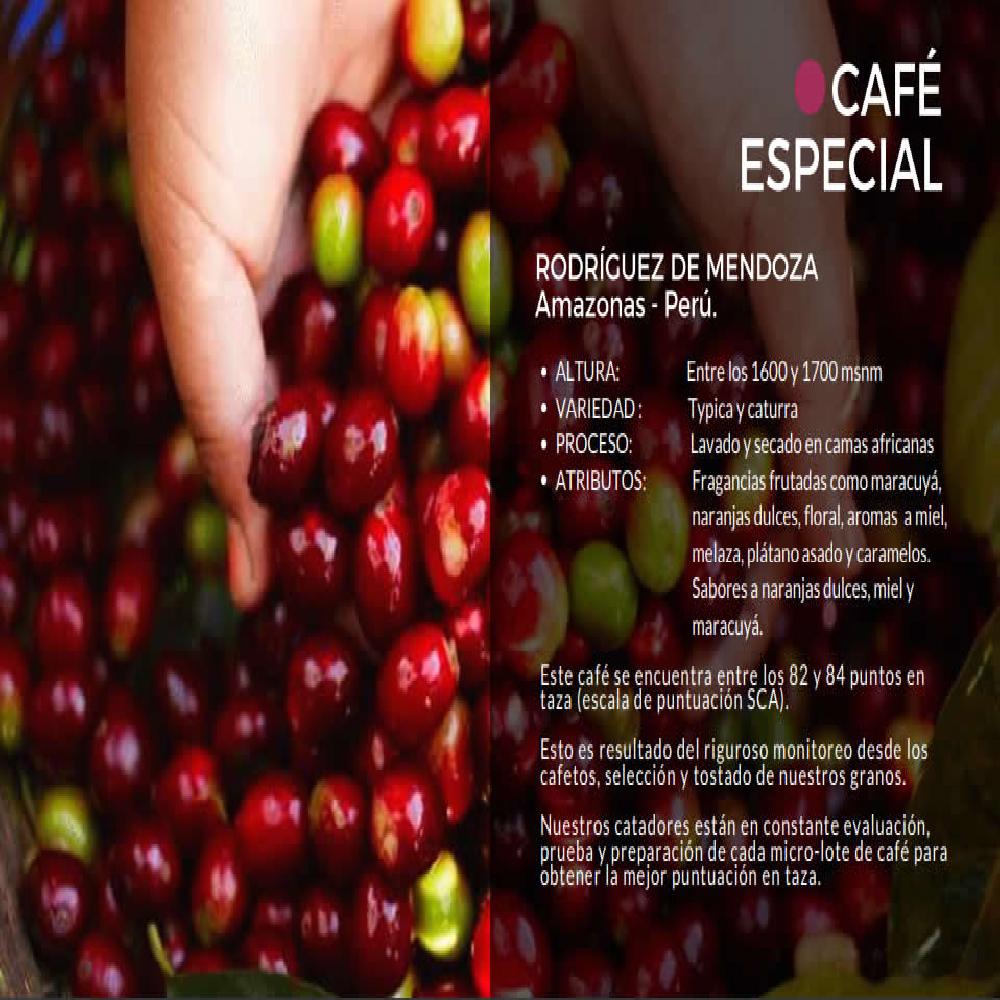 CAFÉ
ESPECIAL
RODRÍGUEZ DE MENDOZA
Amazonas - Perú.
• ALTURA: Entre los 1600 y 1700 msnm
• VARIEDAD: Typica y caturra
• PROCESO: Lavado y secado en camas africanas
• ATRIBUTOS: Fragancias frutadas como maracuyá,
naranjas dulces, floral, aromas a miel,
melaza, plátano asado y caramelos.
Sabores a naranjas dulces, miel y
maracuyá.
Este café se encuentra entre los 82 y 84 puntos en
taza (escala de puntuación SCA).
Esto es resultado del riguroso monitoreo desde los
cafetos, selección y tostado de nuestros granos.
Nuestros catadores están en constante evaluación,
prueba y preparación de cada micro-lote de café para
obtener la mejor puntuación en taza.